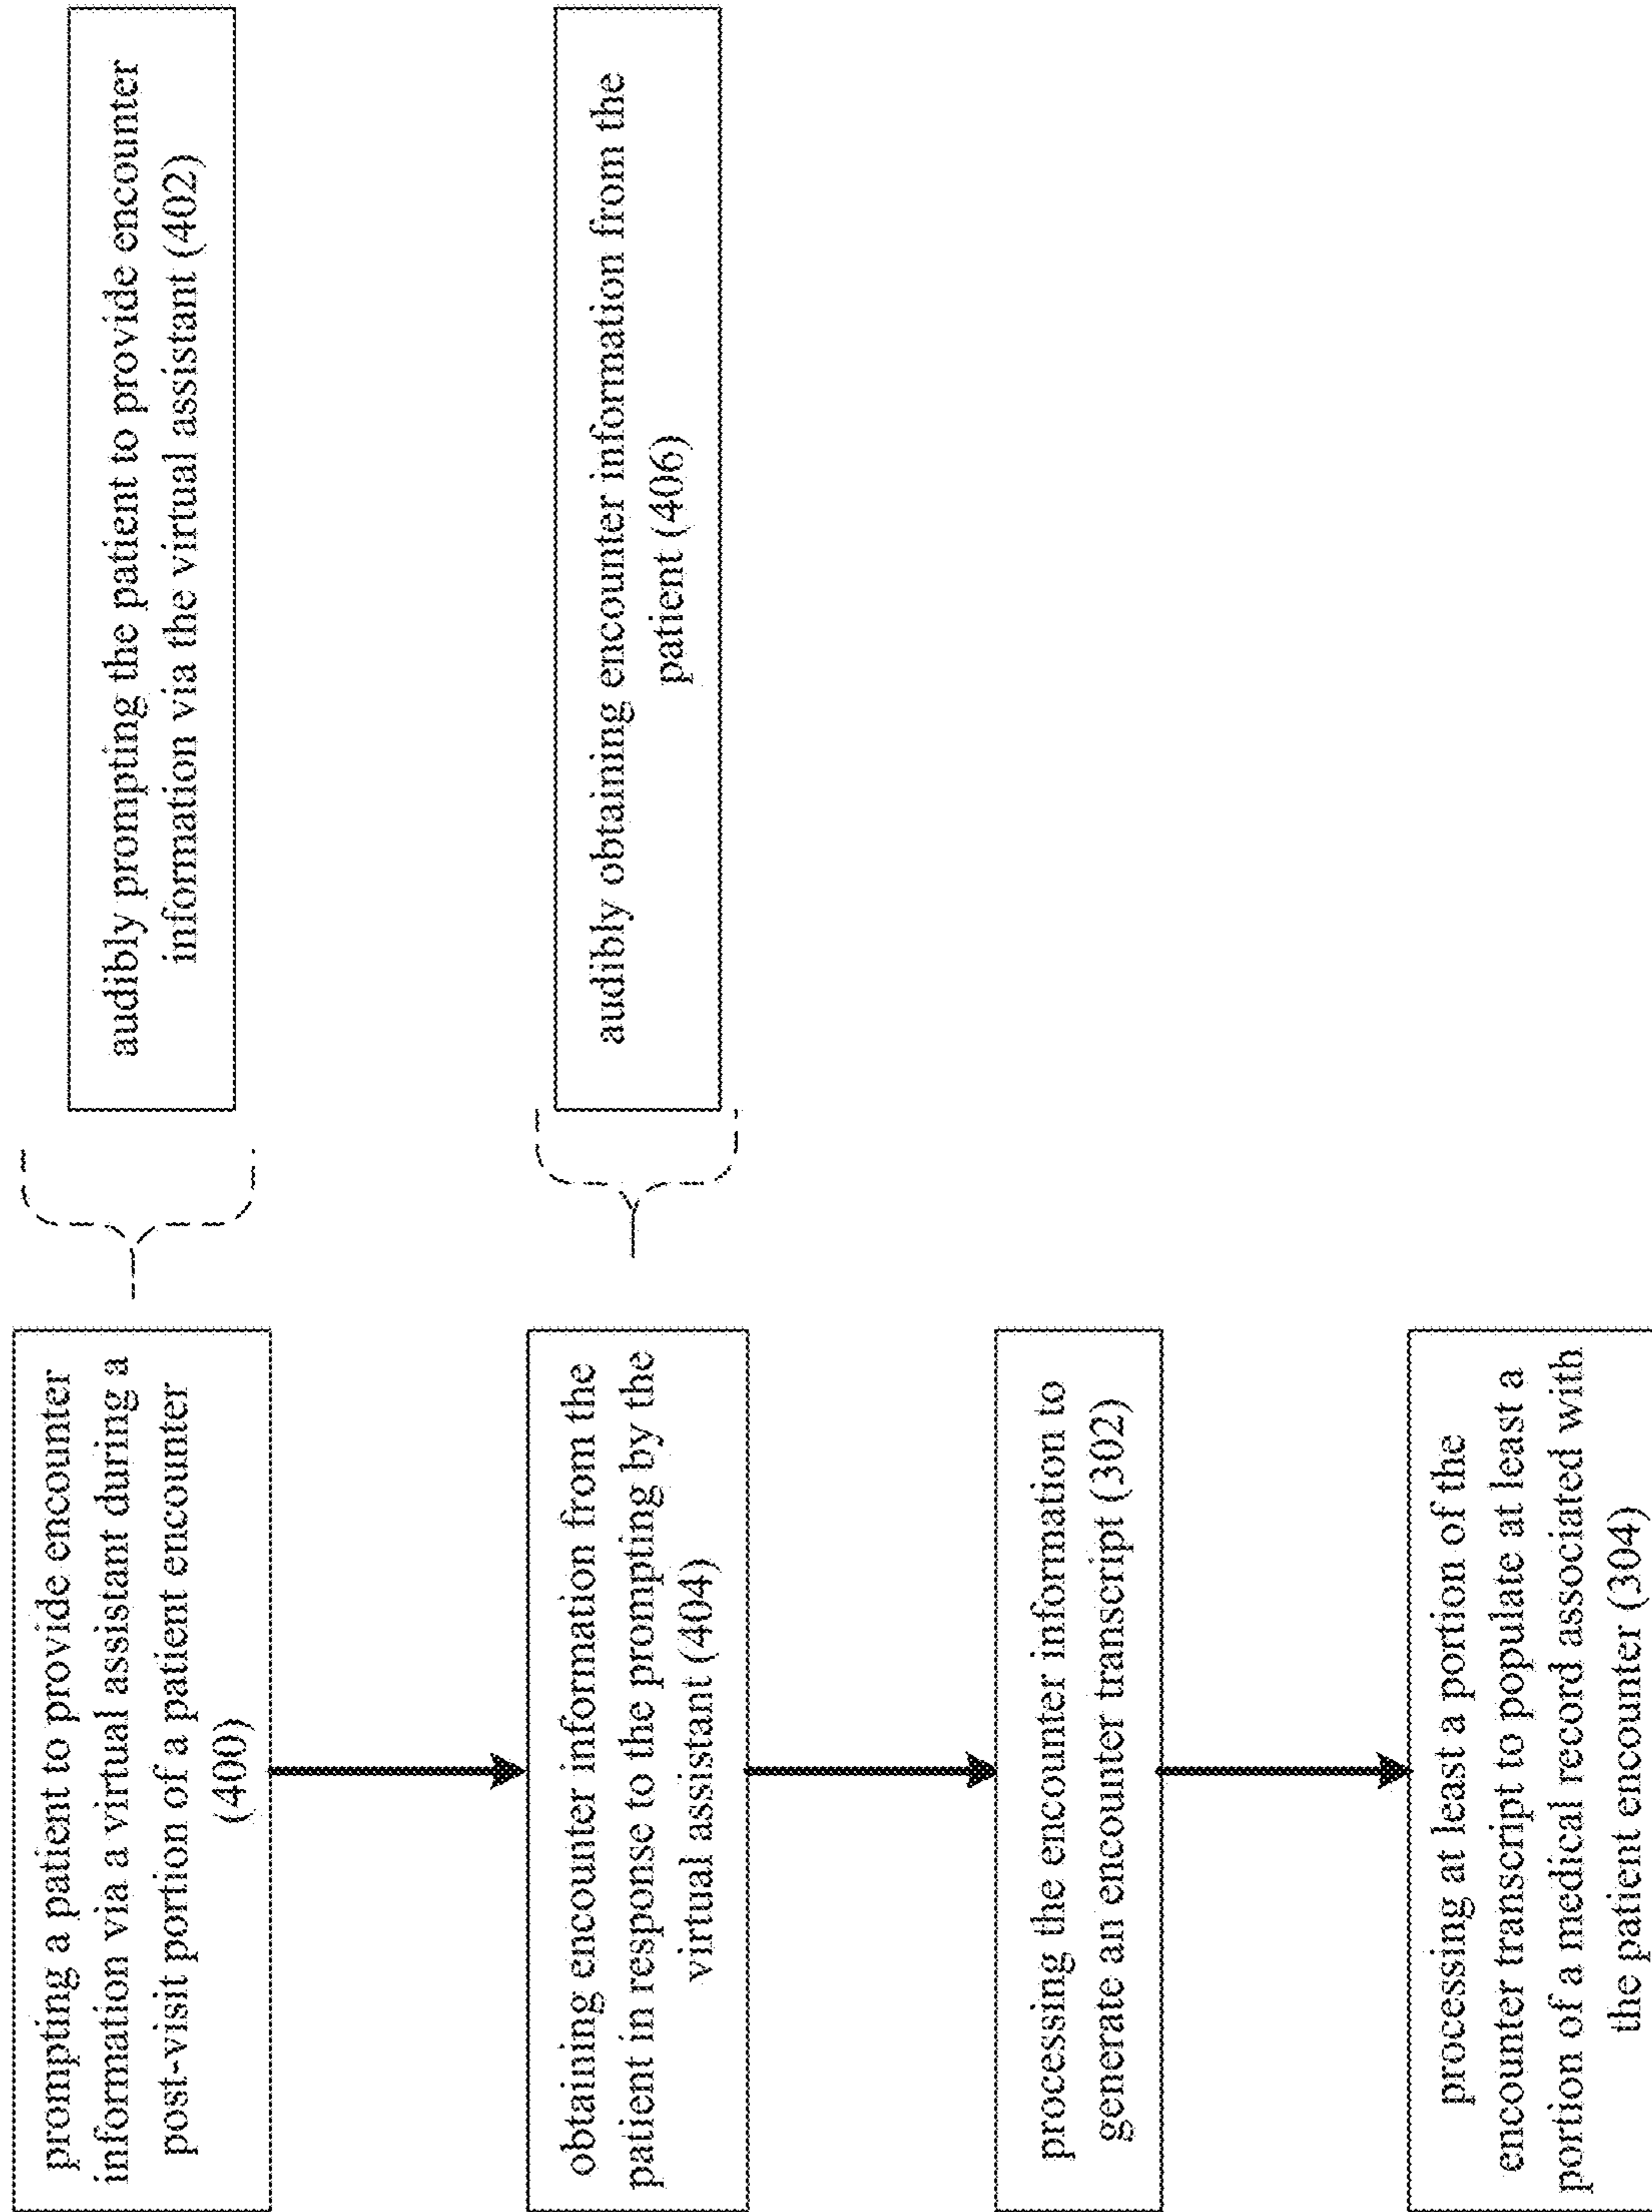 prompting a patient to provide encounter
information via a virtual assistant during a
post-visit portion of a patient encounter
(400)
audibly prompting the patient to provide encounter
information via the virtual assistant (402)
obtaining encounter information from the
patient in response to the prompting by the
virtual assistant (404)
audibly obtaining encounter information from the
patient (406)
processing the encounter information to
generate an encounter transcript (302)
processing at least a portion of the
encounter transcript to populate at least a
portion of a medical record associated with
the patient encounter (304)